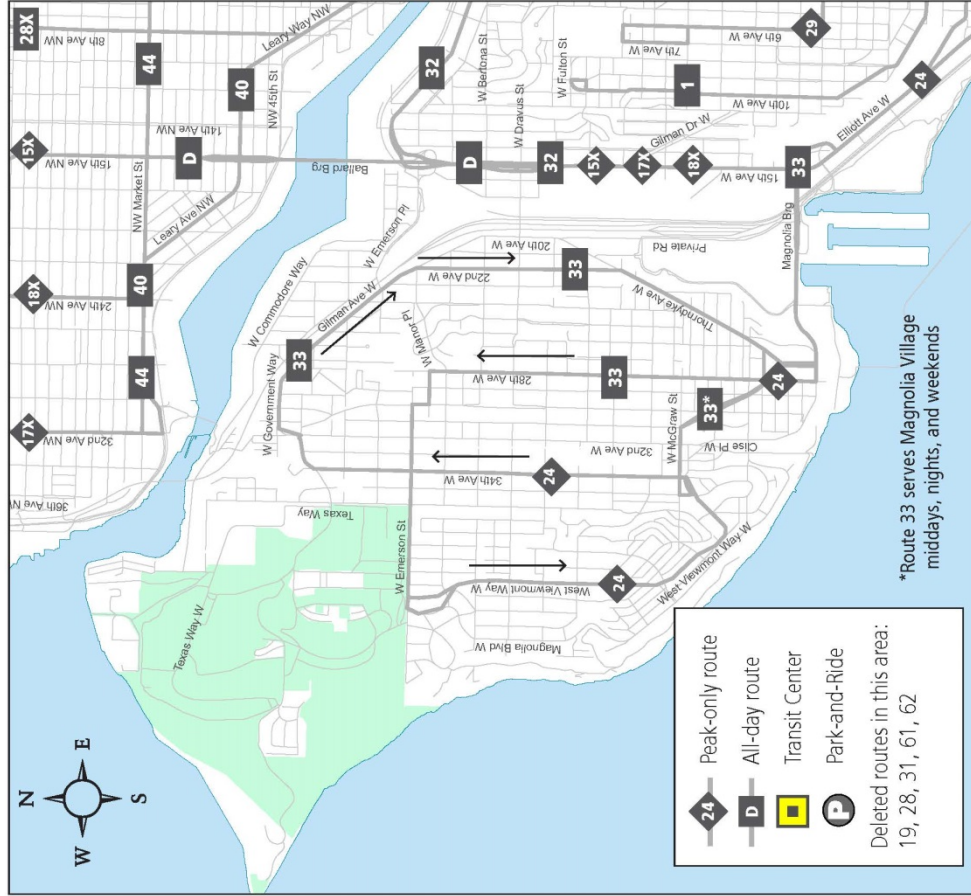 N
W E
S
28X
8th Ave NW
Leary Way NW
15X
15th Ave NW
14th Ave NW
44
40
NW 45th St
D
NW Market St
Leary Ave NW
18X
24th Ave NW
40
44
17X
32nd Ave NW
36th Ave N
Ballard Brg
32
W Bertona St
D
W Dravus St
32
15X
17X
18X
Gilman Dr W
15th Ave W
W Fulton St
1
10th Ave W
7th Ave W
6th Ave W
29
24
Elliott Ave W
33
Magnolia Brg
Private Rd
W Commodore Way
W Emerson Pl
W Government Way
33
Gilman Ave W
20th Ave W
22nd Ave W
33
Thorndyke Ave W
W Manor Pl
28th Ave W
33
24
33*
W McGraw St
Clise Pl W
32nd Ave W
34th Ave W
24
Texas Way
Texas Way W
W Emerson St
West Viewmont Way W
24
West Viewmont Way W
Magnolia Blvd W
*Route 33 serves Magnolia Village
middays, nights, and weekends
24 Peak-only route
D All-day route
Transit Center
P Park-and-Ride
Deleted routes in this area:
19, 28, 31, 61, 62